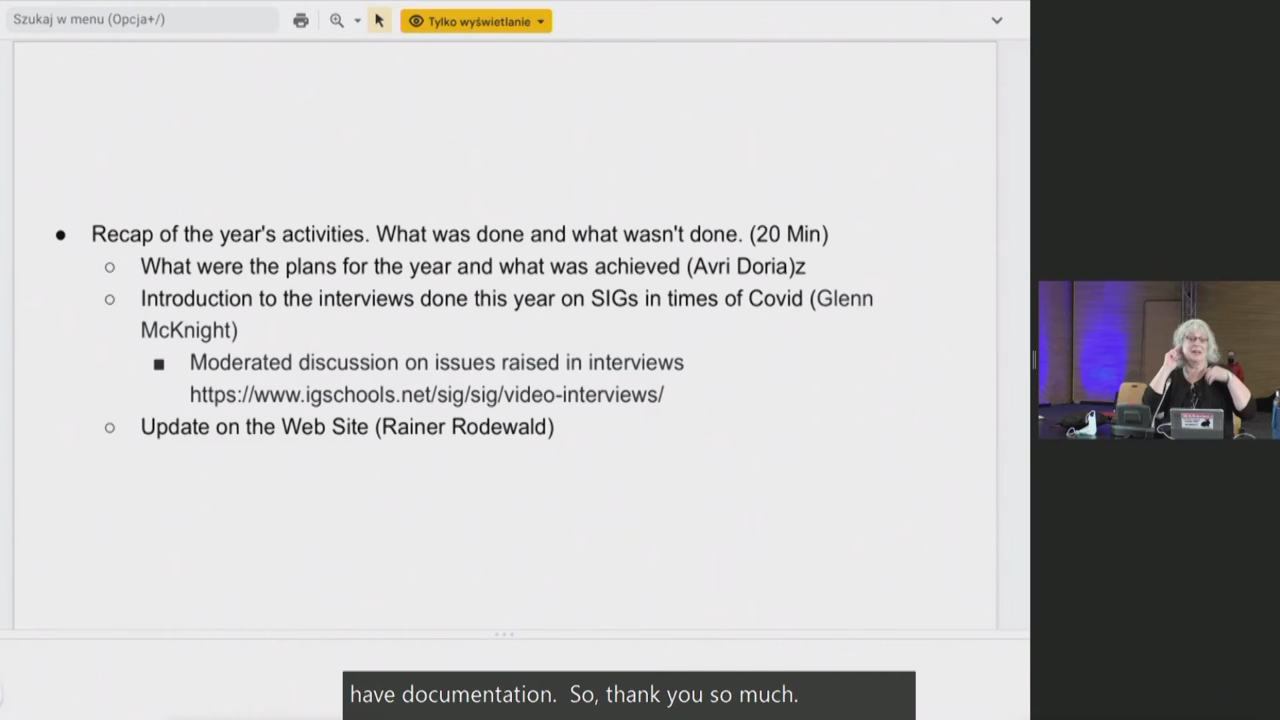 Szukaj w menu (Opcja+/)
Tylko wyświetlanie
● Recap of the year's activities. What was done and what wasn't done. (20 Min)
○ What were the plans for the year and what was achieved (Avri Doria)z
○ Introduction to the interviews done this year on SIGs in times of Covid (Glenn
McKnight)
■ Moderated discussion on issues raised in interviews
https://www.igschools.net/sig/sig/video-interviews/
○ Update on the Web Site (Rainer Rodewald)
have documentation.  So, thank you so much.